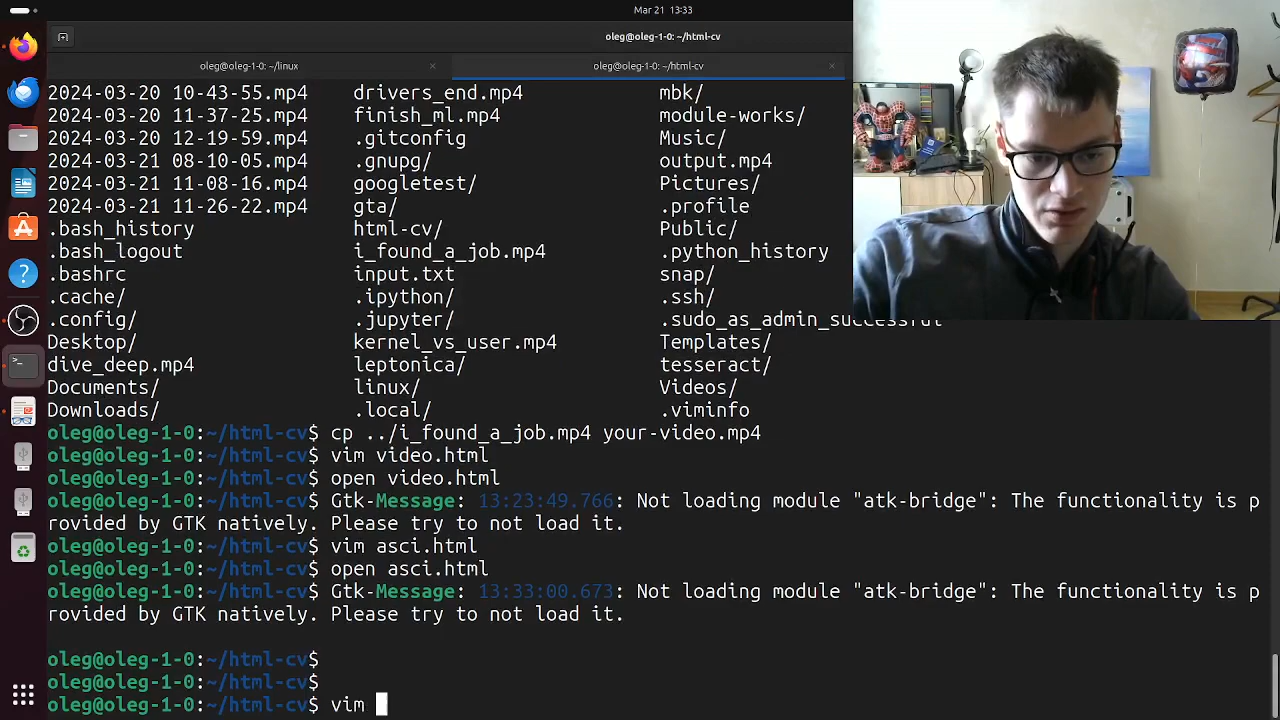 Mar 21 13:33
oleg@oleg-1-0: ~/html-cv
oleg@oleg-1-0: ~/linux
oleg@oleg-1-0: ~/html-cv
2024-03-20 10-43-55.mp4 drivers_end.mp4 mbk/
2024-03-20 11-37-25.mp4 finish_ml.mp4 module-works/
2024-03-20 12-19-59.mp4 .gitconfig Music/
2024-03-21 08-10-05.mp4 .gnupg/ output.mp4
2024-03-21 11-08-16.mp4 googletest/ Pictures/
2024-03-21 11-26-22.mp4 gta/ .profile
.bash_history html-cv/ Public/
.bash_logout i_found_a_job.mp4 .python_history
.bashrc input.txt snap/
.cache/ .ipython/ .ssh/
.config/ .jupyter/ .sudo_as_admin_successful
Desktop/ kernel_vs_user.mp4 Templates/
dive_deep.mp4 leptonica/ tesseract/
Documents/ linux/ Videos/
Downloads/ .local/ .viminfo
oleg@oleg-1-0:~/html-cv$ cp ../i_found_a_job.mp4 your-video.mp4
oleg@oleg-1-0:~/html-cv$ vim video.html
oleg@oleg-1-0:~/html-cv$ open video.html
oleg@oleg-1-0:~/html-cv$ Gtk-Message: 13:23:49.766: Not loading module "atk-bridge": The functionality is p
rovided by GTK natively. Please try to not load it.
oleg@oleg-1-0:~/html-cv$ vim asci.html
oleg@oleg-1-0:~/html-cv$ open asci.html
oleg@oleg-1-0:~/html-cv$ Gtk-Message: 13:33:00.673: Not loading module "atk-bridge": The functionality is p
rovided by GTK natively. Please try to not load it.
oleg@oleg-1-0:~/html-cv$
oleg@oleg-1-0:~/html-cv$
oleg@oleg-1-0:~/html-cv$ vim